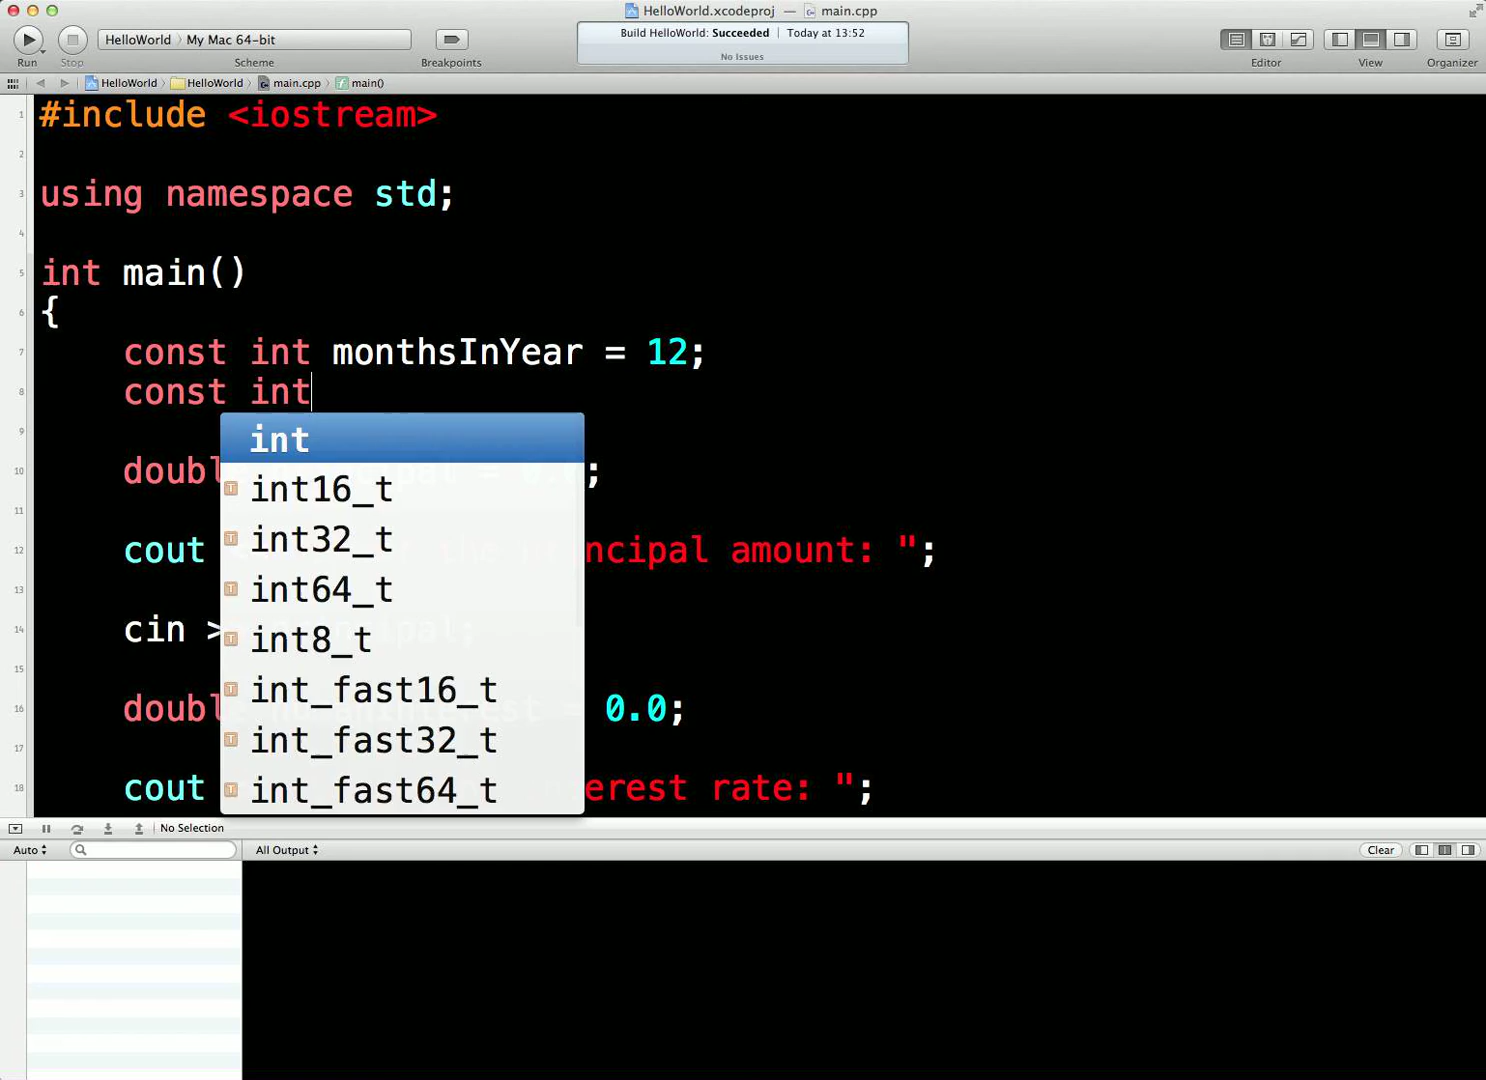 HelloWorld.xcodeproj — main.cpp
Run Stop
HelloWorld My Mac 64-bit
Scheme
Breakpoints
Build HelloWorld: Succeeded | Today at 13:52
No Issues
Editor View Organizer
HelloWorld HelloWorld main.cpp main()
1 #include <iostream>
2
3 using namespace std;
4
5 int main()
6 {
7 const int monthsInYear = 12;
8 const int
9 int
10 double = ;
int16_t
11
int32_t
12 cout principal amount: ";
13
int64_t
14 cin >
int8_t
15
int_fast16_t
16 double = 0.0;
17
int_fast32_t
18 cout erest rate: ";
int_fast64_t
No Selection
Auto All Output Clear